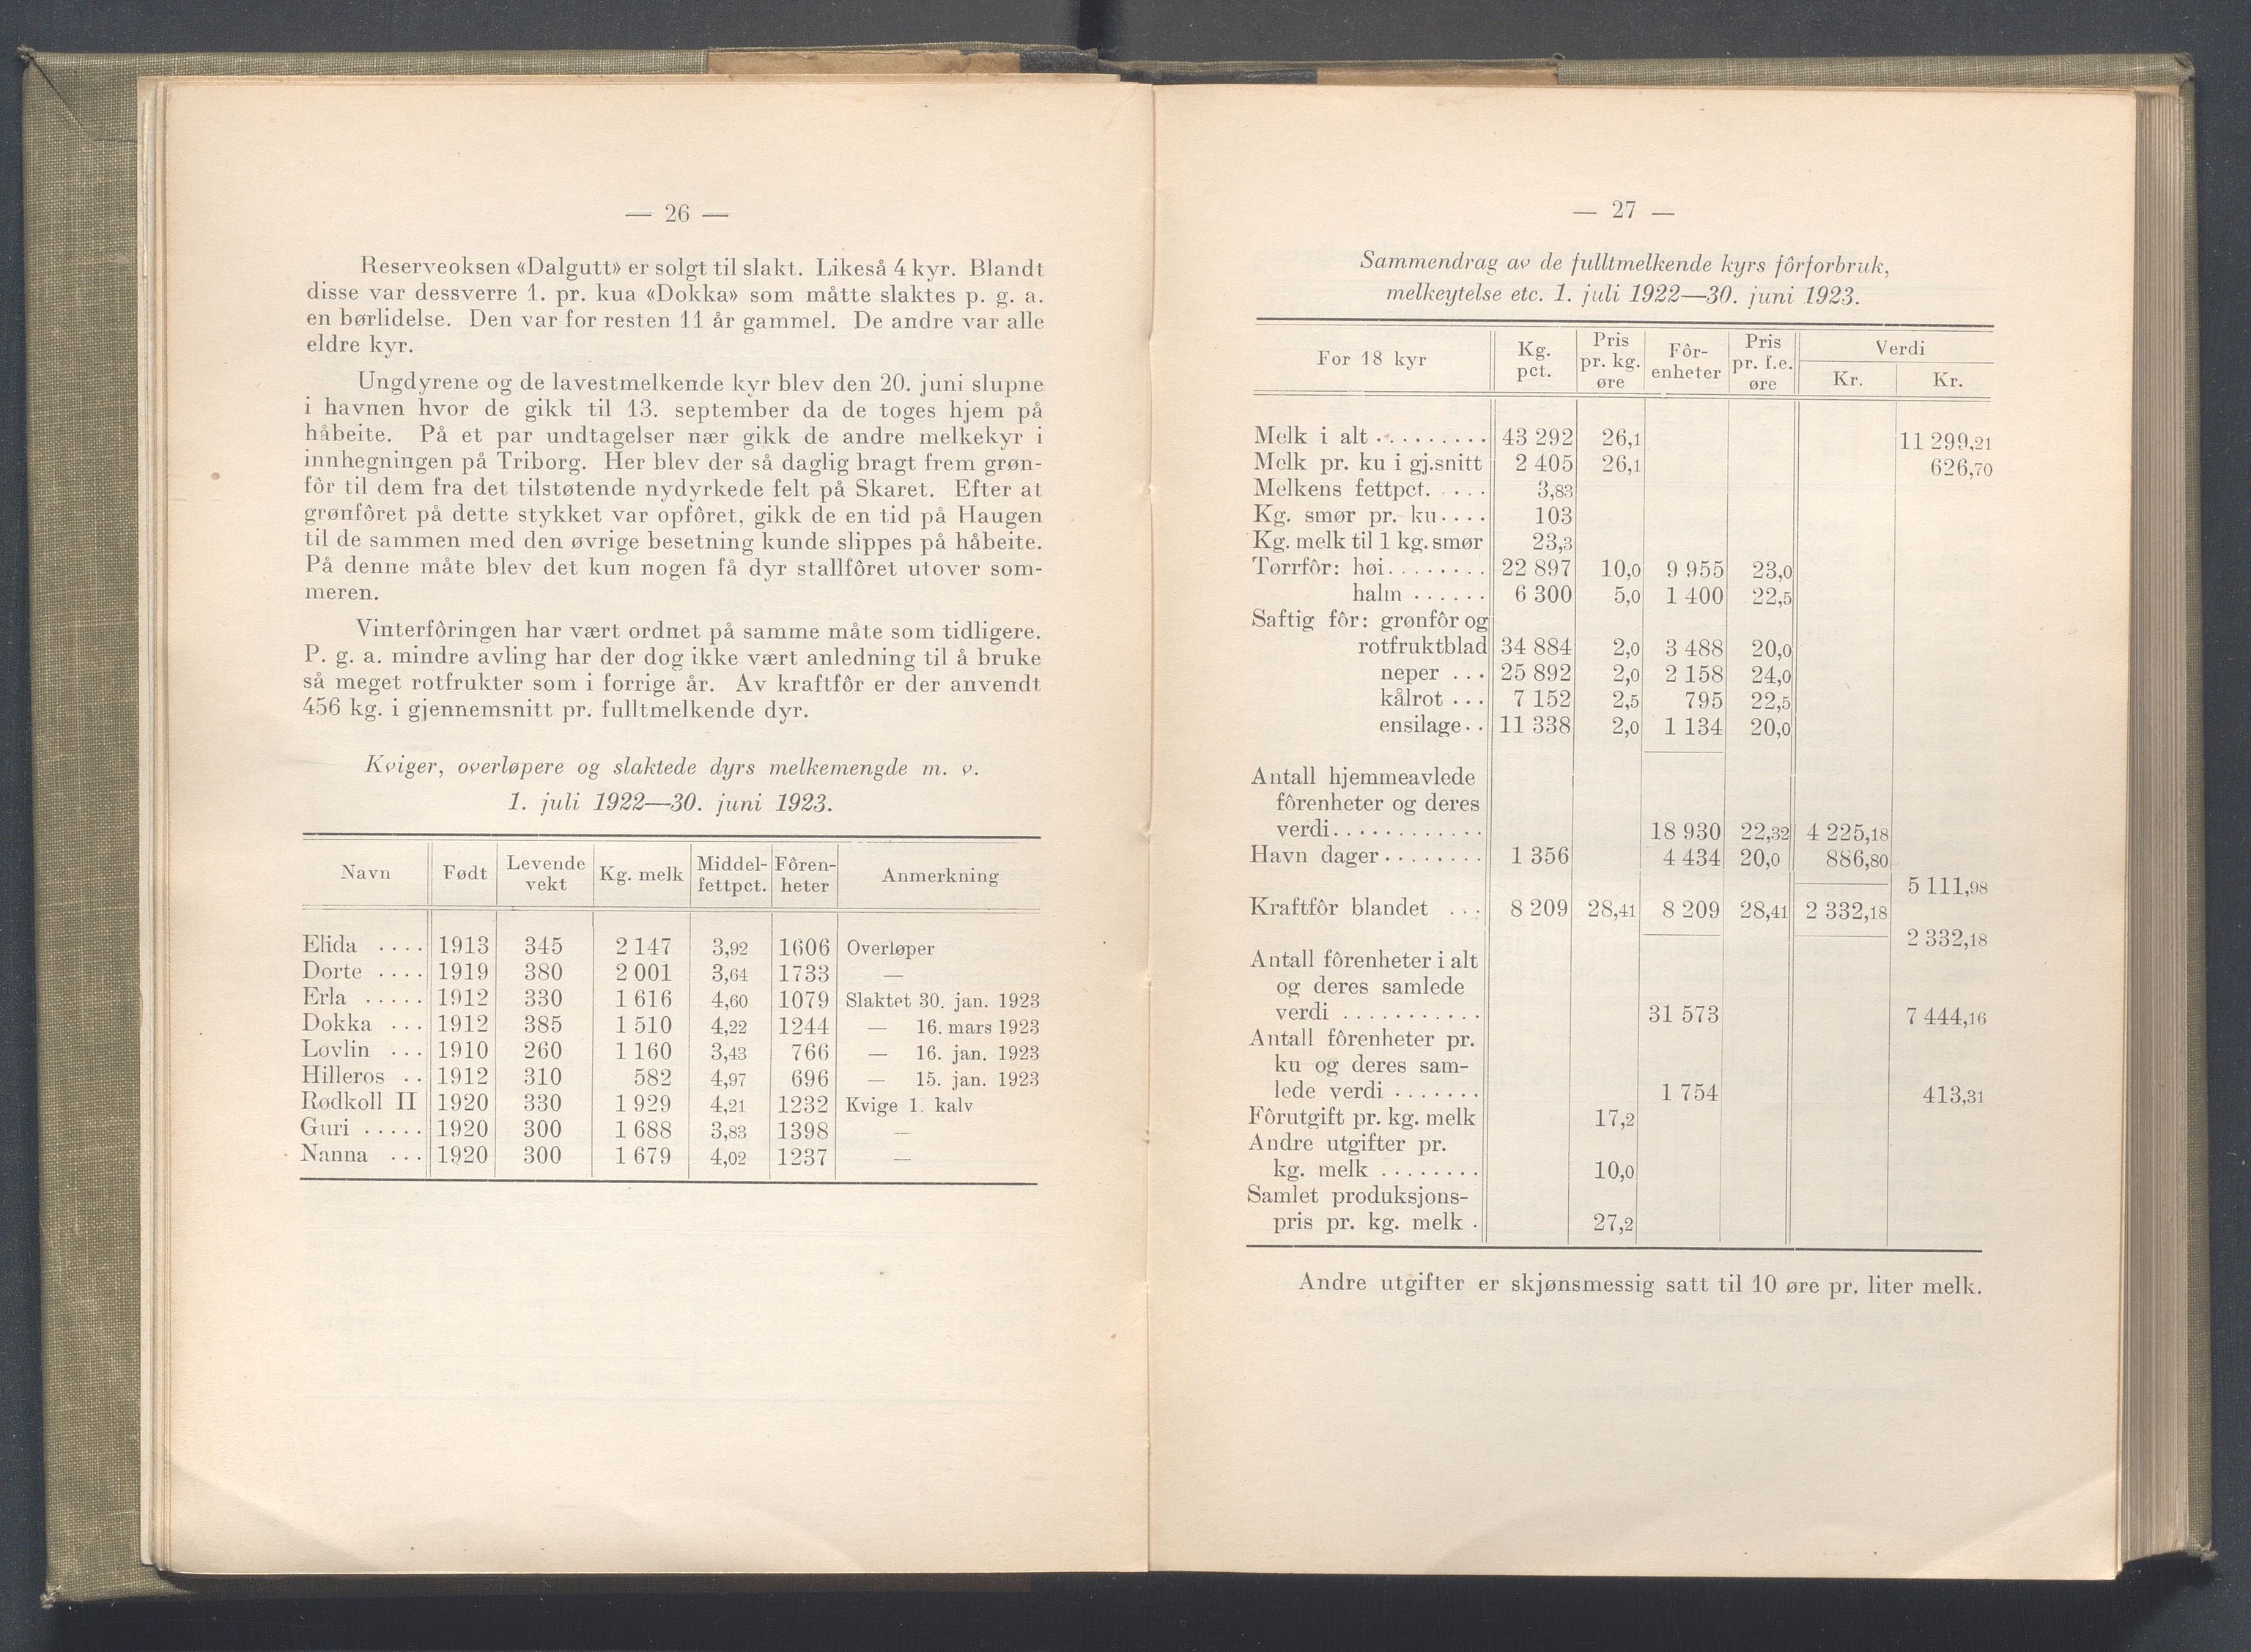 — 26 —
Reserveoksen «Dalgutt» er solgt til slakt. Likeså 4 kyr. Blandt
disse var dessverre 1. pr. kua «Dokka» som måtte slaktes p. g. a.
en børlidelse. Den var for resten 11 år gammel. De andre var alle
eldre kyr.
Ungdyrene og de lavestmelkende kyr blev den 20. juni slupne
i havnen hvor de gikk til 13. september da de toges hjem på
håbeite. På et par undtagelser nær gikk de andre melkekyr i
innhegningen på Triborg. Her blev der så daglig bragt frem grøn-
fôr til dem fra det tilstøtende nydyrkede felt på Skaret. Efter at
grønfôret på dette stykket var opfôret, gikk de en tid på Haugen
til de sammen med den øvrige besetning kunde slippes på håbeite.
På denne måte blev det kun nogen få dyr stallfôret utover som-
meren.
Vinterfôringen har vært ordnet på samme måte som tidligere.
P. g. a. mindre avling har der dog ikke vært anledning til å bruke
så meget rotfrukter som i forrige år. Av kraftfôr er der anvendt
456 kg. i gjennemsnitt pr. fulltmelkende dyr.
Kviger, overløpere og slaktede dyrs melkemengde m. v.
1. juli 1922—30. juni 1923.
Navn Født Levende vekt Kg. melk Middel- fettpct. Fôren- heter Anmerkning
Elida .... 1913 345 2 147 3,92 1606 Overløper
Dorte .... 1919 380 2 001 3,64 1733 —
Erla ..... 1912 330 1 616 4,60 1079 Slaktet 30. jan. 1923
Dokka ... 1912 385 1 510 4,22 1244 — 16. mars 1923
Løvlin ... 1910 260 1 160 3,43 766 — 16. jan. 1923
Hilleros .. 1912 310 582 4,97 696 — 15. jan. 1923
Rødkoll II 1920 330 1 929 4,21 1232 Kvige 1. kalv
Guri ..... 1920 300 1 688 3,83 1398 —
Nanna ... 1920 300 1 679 4,02 1237 —
— 27 —
Sammendrag av de fulltmelkende kyrs fôrforbruk,
melkeytelse etc. 1. juli 1922—30. juni 1923.
For 18 kyr Kg. pct. Pris pr. kg. øre Fôr- enheter Pris pr. f.e. øre Verdi Kr. Kr.
Melk i alt ......... 43 292 26,1 11 299,21
Melk pr. ku i gj.snitt 2 405 26,1 626,70
Melkens fettpct. .... 3,83
Kg. smør pr. ku.... 103
Kg. melk til 1 kg. smør 23,3
Tørrfôr: høi........ 22 897 10,0 9 955 23,0
halm ...... 6 300 5,0 1 400 22,5
Saftig fôr: grønfôr og
rotfruktblad 34 884 2,0 3 488 20,0
neper ... 25 892 2,0 2 158 24,0
kålrot ... 7 152 2,5 795 22,5
ensilage.. 11 338 2,0 1 134 20,0
Antall hjemmeavlede
fôrenheter og deres
verdi............ 18 930 22,32 4 225,18
Havn dager........ 1 356 4 434 20,0 886,80
5 111,98
Kraftfôr blandet ... 8 209 28,41 8 209 28,41 2 332,18
2 332,18
Antall fôrenheter i alt
og deres samlede
verdi ........... 31 573 7 444,16
Antall fôrenheter pr.
ku og deres sam-
lede verdi ....... 1 754 413,31
Fôrutgift pr. kg. melk 17,2
Andre utgifter pr.
kg. melk ........ 10,0
Samlet produksjons-
pris pr. kg. melk . 27,2
Andre utgifter er skjønsmessig satt til 10 øre pr. liter melk.